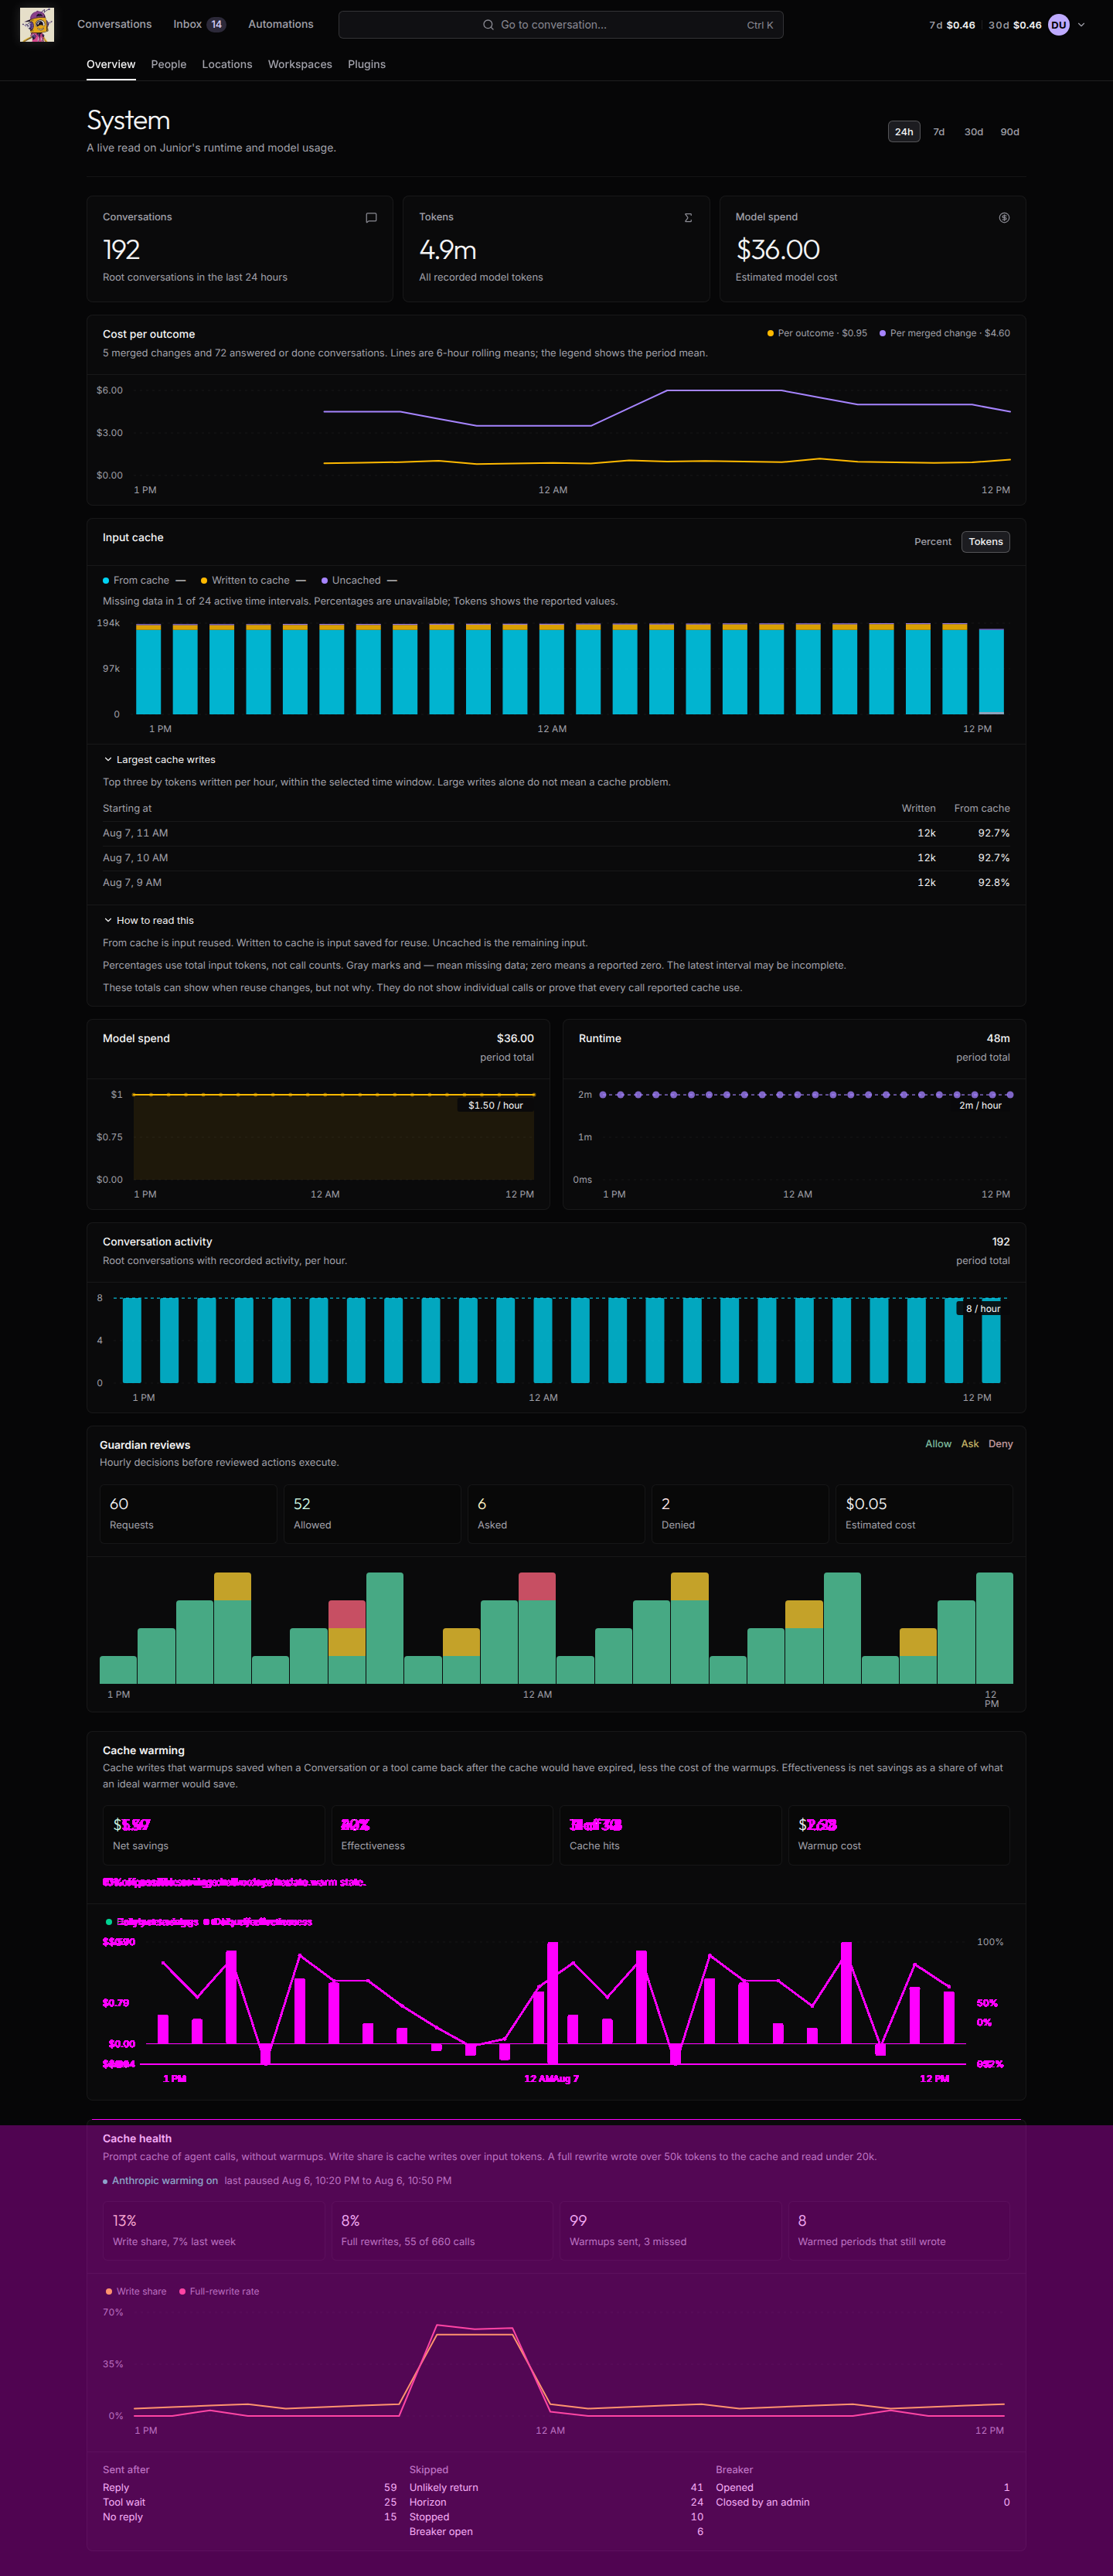 Conversations
Inbox 14
Automations
Go to conversation...
Ctrl K
7d $0.46
30d $0.46
DU
Overview
People
Locations
Workspaces
Plugins
System
A live read on Junior's runtime and model usage.
24h
7d
30d
90d
Conversations
192
Root conversations in the last 24 hours
Tokens
4.9m
All recorded model tokens
Model spend
$36.00
Estimated model cost
Cost per outcome
Per outcome · $0.95
Per merged change · $4.60
5 merged changes and 72 answered or done conversations. Lines are 6-hour rolling means; the legend shows the period mean.
$6.00
$3.00
$0.00
1 PM
12 AM
12 PM
Input cache
Percent
Tokens
From cache —
Written to cache —
Uncached —
Missing data in 1 of 24 active time intervals. Percentages are unavailable; Tokens shows the reported values.
194k
97k
0
1 PM
12 AM
12 PM
Largest cache writes
Top three by tokens written per hour, within the selected time window. Large writes alone do not mean a cache problem.
Starting at
Written
From cache
Aug 7, 11 AM
12k
92.7%
Aug 7, 10 AM
12k
92.7%
Aug 7, 9 AM
12k
92.8%
How to read this
From cache is input reused. Written to cache is input saved for reuse. Uncached is the remaining input.
Percentages use total input tokens, not call counts. Gray marks and — mean missing data; zero means a reported zero. The latest interval may be incomplete.
These totals can show when reuse changes, but not why. They do not show individual calls or prove that every call reported cache use.
Model spend
$36.00
period total
$1
$1.50 / hour
$0.75
$0.00
1 PM
12 AM
12 PM
Runtime
48m
period total
2m
2m / hour
1m
0ms
1 PM
12 AM
12 PM
Conversation activity
192
Root conversations with recorded activity, per hour.
period total
8
8 / hour
4
0
1 PM
12 AM
12 PM
Guardian reviews
Allow
Ask
Deny
Hourly decisions before reviewed actions execute.
60
Requests
52
Allowed
6
Asked
2
Denied
$0.05
Estimated cost
1 PM
12 AM
12 PM
Cache warming
Cache writes that warmups saved when a Conversation or a tool came back after the cache would have expired, less the cost of the warmups. Effectiveness is net savings as a share of what
an ideal warmer would save.
Net savings
Effectiveness
Cache hits
Warmup cost
100%
$0.79
50%
0%
$0.00
1 PM
12 AM
Aug 7
12 PM
Cache health
Prompt cache of agent calls, without warmups. Write share is cache writes over input tokens. A full rewrite wrote over 50k tokens to the cache and read under 20k.
Anthropic warming on
last paused Aug 6, 10:20 PM to Aug 6, 10:50 PM
13%
Write share, 7% last week
8%
Full rewrites, 55 of 660 calls
99
Warmups sent, 3 missed
8
Warmed periods that still wrote
Write share
Full-rewrite rate
70%
35%
0%
1 PM
12 AM
12 PM
Sent after
Reply 59
Tool wait 25
No reply 15
Skipped
Unlikely return 41
Horizon 24
Stopped 10
Breaker open 6
Breaker
Opened 1
Closed by an admin 0